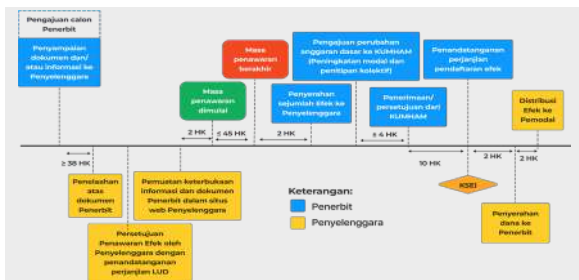 Pengajuan calon
Penerbit
Penyampaian
dokumen dan/
atau informasi ke
Penyelenggara
Masa
penawaran
dimulai
Masa
penawaran
berakhir
Pengajuan perubahan
anggaran dasar ke KUMHAM
(Peningkatan modal dan
penitipan kolektif)
Penandatanganan
perjanjian
pendaftaran efek
Penyerahan
sejumlah Efek ke
Penyelenggara
Penerimaan/
persetujuan dari
KUMHAM
Distribusi
Efek ke
Pemodal
2 HK
≤ 45 HK
2 HK
± 4 HK
≥ 38 HK
10 HK
2 HK
2 HK
Penelaahan
atas
dokumen
Penerbit
Pemuatan keterbukaan
informasi dan dokumen
Penerbit dalam situs
web Penyelenggara
Persetujuan
Penawaran Efek oleh
Penyelenggara dengan
penandatanganan
perjanjian LUD
Keterangan:
Penerbit
Penyelenggara
KSEI
Penyerahan
dana ke
Penerbit